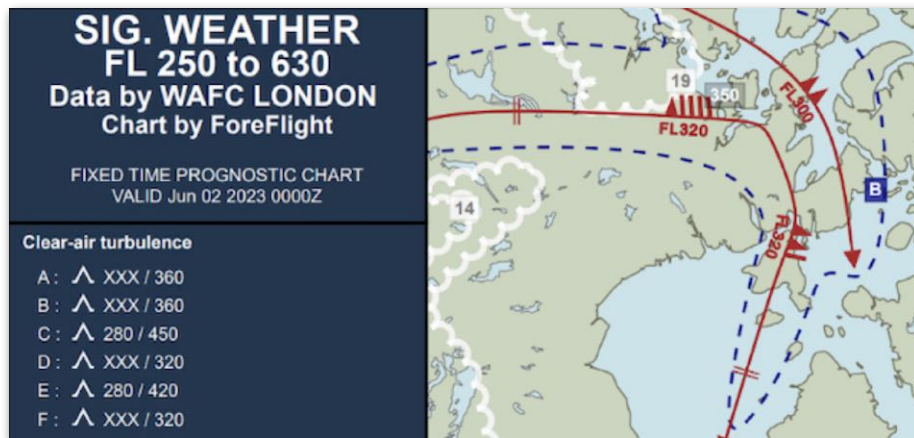 SIG. WEATHER
FL 250 to 630
Data by WAFC LONDON
Chart by ForeFlight
FIXED TIME PROGNOSTIC CHART
VALID Jun 02 2023 0000Z
Clear-air turbulence
A: XXX / 360
B: XXX / 360
C: 280 / 450
D: XXX / 320
E: 280 / 420
F: XXX / 320
19
350
FL320
FL300
14
B
FL320